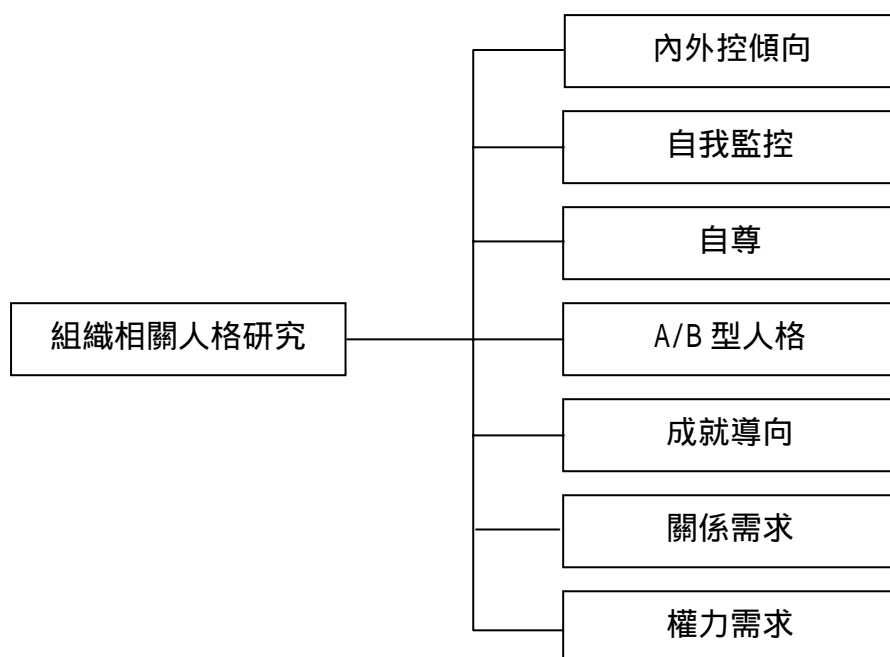 內外控傾向
自我監控
自尊
組織相關人格研究
A/B 型人格
成就導向
關係需求
權力需求